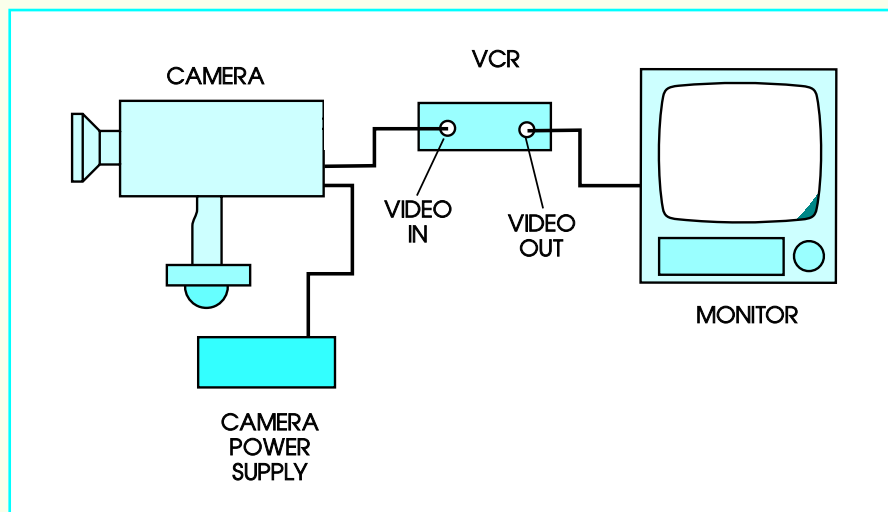 CAMERA
VCR
VIDEO
IN
VIDEO
OUT
MONITOR
CAMERA
POWER
SUPPLY